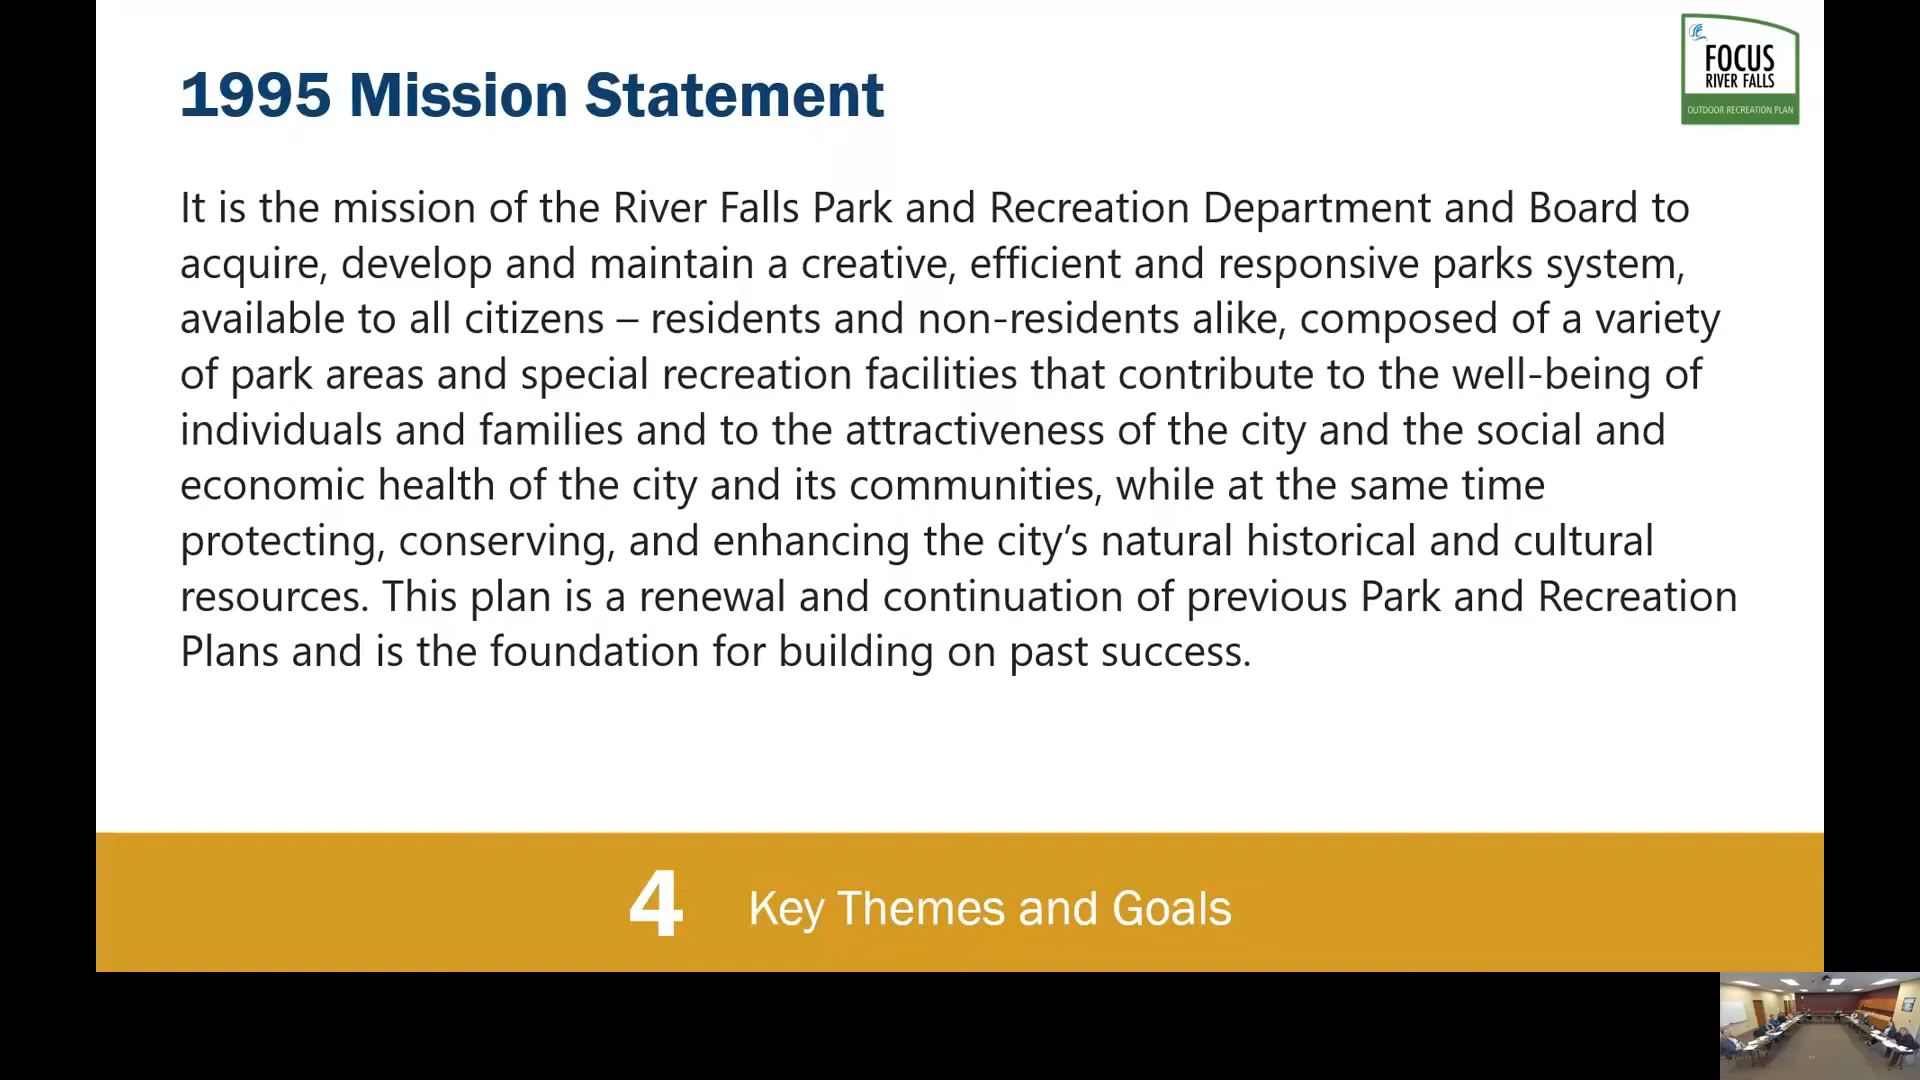 1995 Mission Statement
FOCUS
RIVER FALLS
OUTDOOR RECREATION PLAN
It is the mission of the River Falls Park and Recreation Department and Board to
acquire, develop and maintain a creative, efficient and responsive parks system,
available to all citizens – residents and non-residents alike, composed of a variety
of park areas and special recreation facilities that contribute to the well-being of
individuals and families and to the attractiveness of the city and the social and
economic health of the city and its communities, while at the same time
protecting, conserving, and enhancing the city’s natural historical and cultural
resources. This plan is a renewal and continuation of previous Park and Recreation
Plans and is the foundation for building on past success.
4 Key Themes and Goals